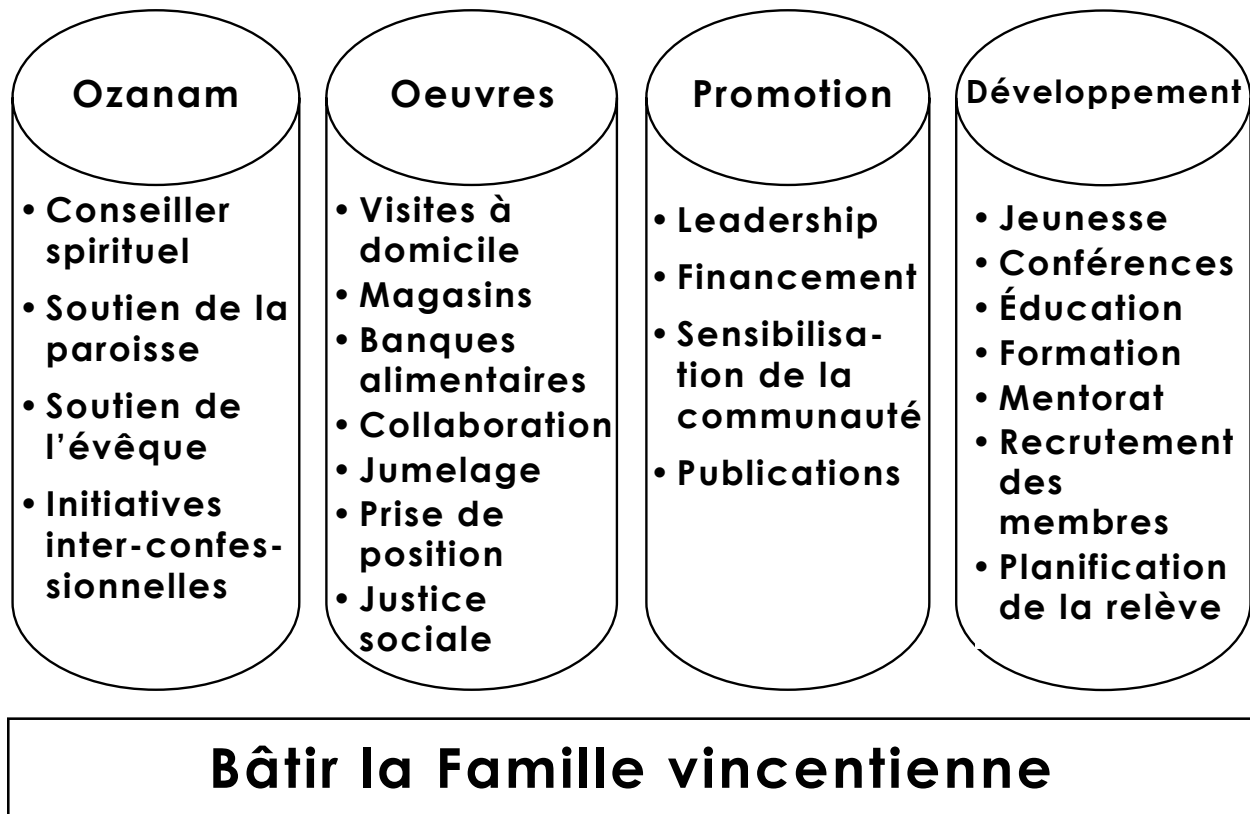 Ozanam
• Conseiller
spirituel
• Soutien de la
paroisse
• Soutien de
l'évêque
• Initiatives
inter-confes-
sionnelles
Oeuvres
• Visites à
domicile
• Magasins
• Banques
alimentaires
• Collaboration
• Jumelage
• Prise de
position
• Justice
sociale
Promotion
• Leadership
• Financement
• Sensibilisa-
tion de la
communauté
• Publications
Développement
• Jeunesse
• Conférences
• Éducation
• Formation
• Mentorat
• Recrutement
des
membres
• Planification
de la relève
Bâtir la Famille vincentienne